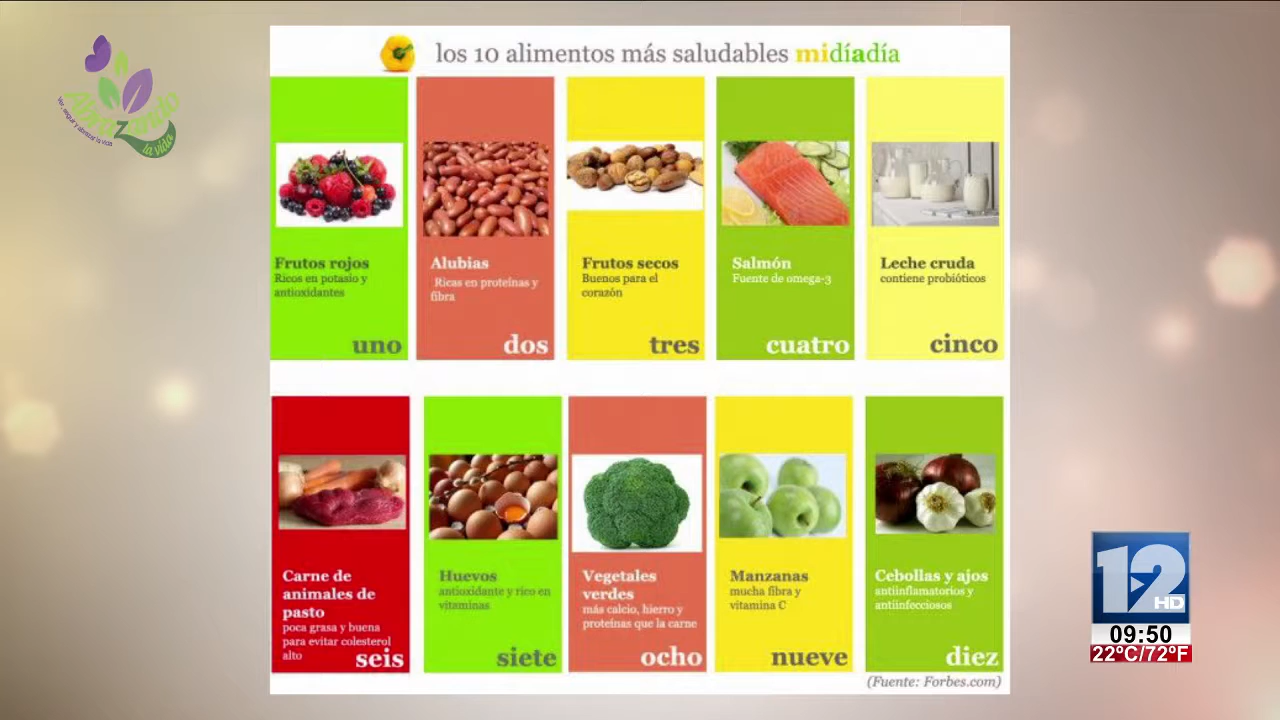 los 10 alimentos más saludables midíadía
AbraZando
la vida
Frutos rojos
Ricos en potasio y
antioxidantes
uno
Alubias
Ricas en proteínas y
fibra
dos
Frutos secos
Buenos para el
corazón
tres
Salmón
Fuente de omega-3
cuatro
Leche cruda
contiene probióticos
cinco
Carne de
animales de
pasto
poca grasa y buena
para evitar colesterol
alto
seis
Huevos
antioxidante y rico en
vitaminas
siete
Vegetales
verdes
más calcio, hierro y
proteínas que la carne
ocho
Manzanas
mucha fibra y
vitamina C
nueve
Cebollas y ajos
antiinflamatorios y
antiinfecciosos
diez
(Fuente: Forbes.com)
12
HD
09:50
22°C/72°F